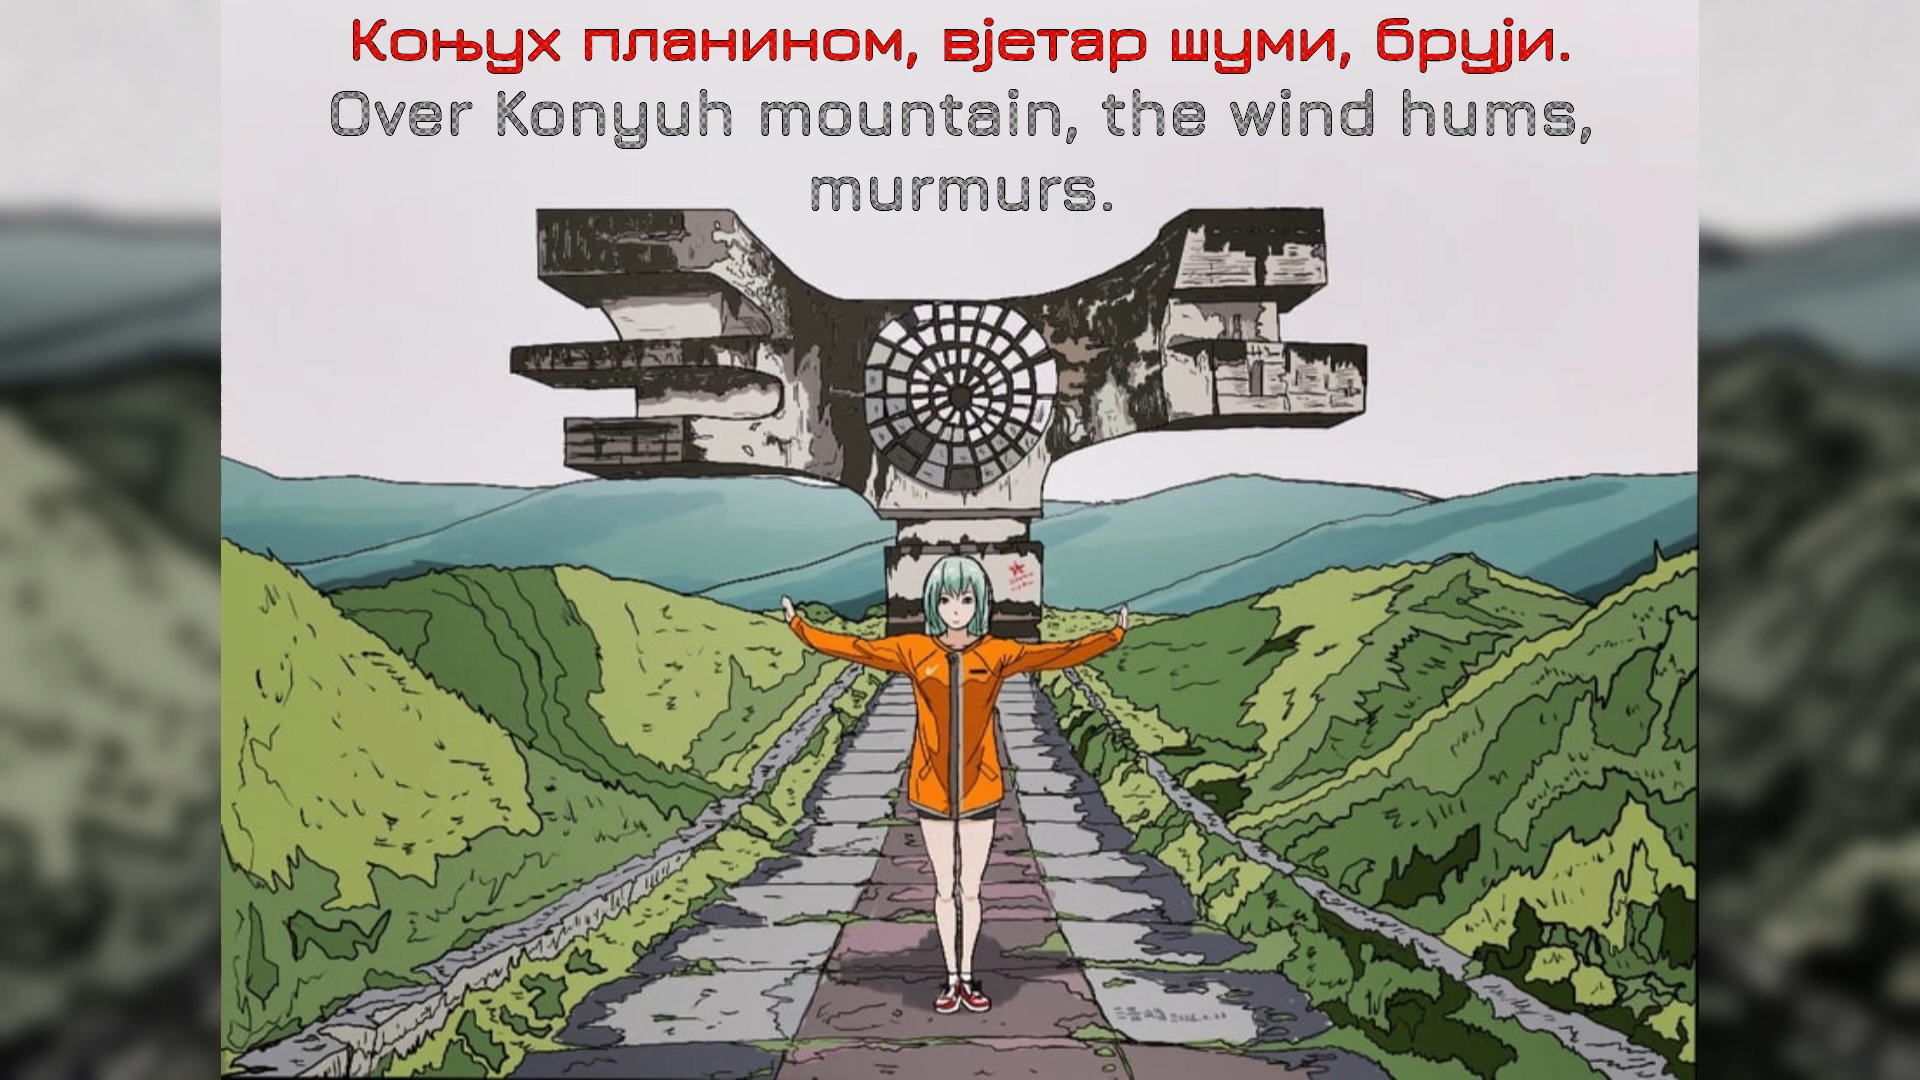 Коњух планином, вјетар шуми, бруји.
Over Konyuh mountain, the wind hums,
murmurs.